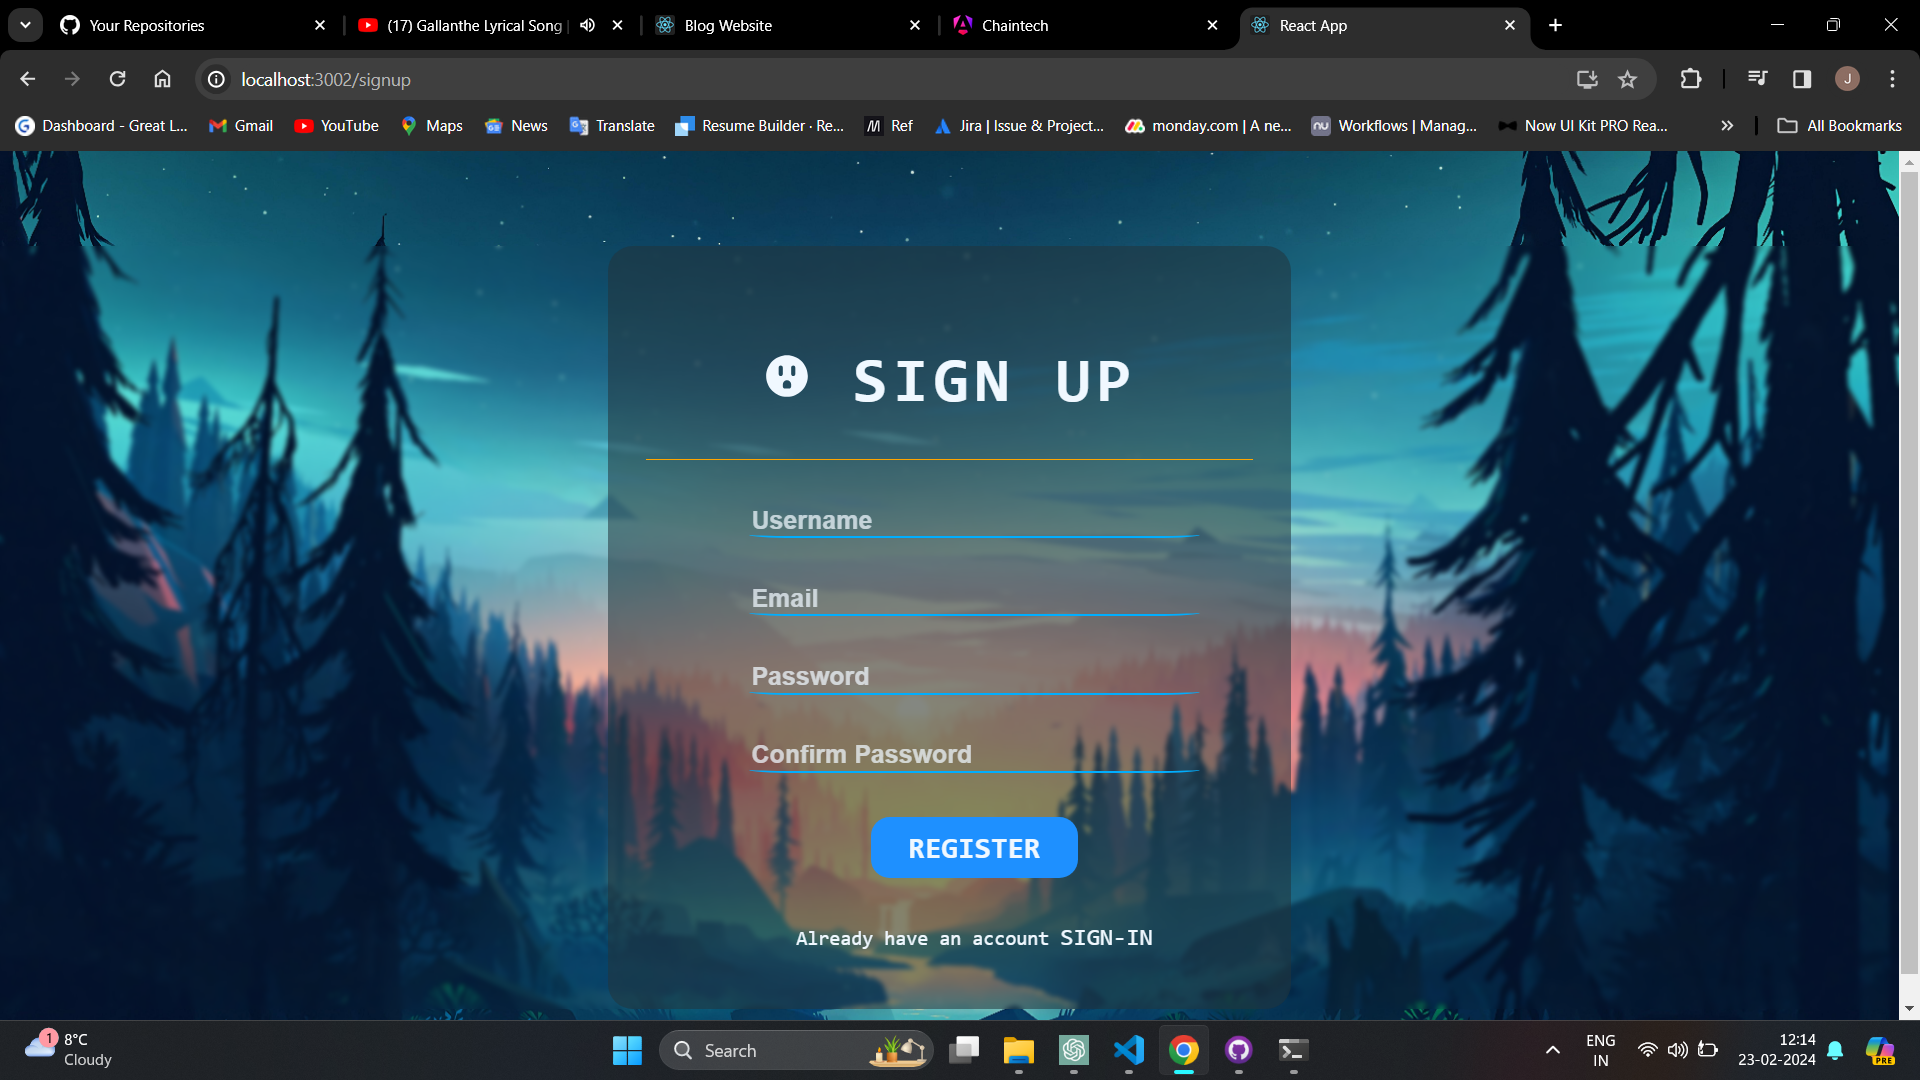 Your Repositories
(17) Gallanthe Lyrical Song |
Blog Website
Chaintech
React App
localhost:3002/signup
J
Dashboard - Great L...
Gmail
YouTube
Maps
News
Translate
Resume Builder · Re...
Ref
Jira | Issue & Project...
monday.com | A ne...
Workflows | Manag...
Now UI Kit PRO Rea...
All Bookmarks
SIGN UP
Username
Email
Password
Confirm Password
REGISTER
Already have an account SIGN-IN
1
8°C
Cloudy
Search
ENG
IN
12:14
23-02-2024
PRE